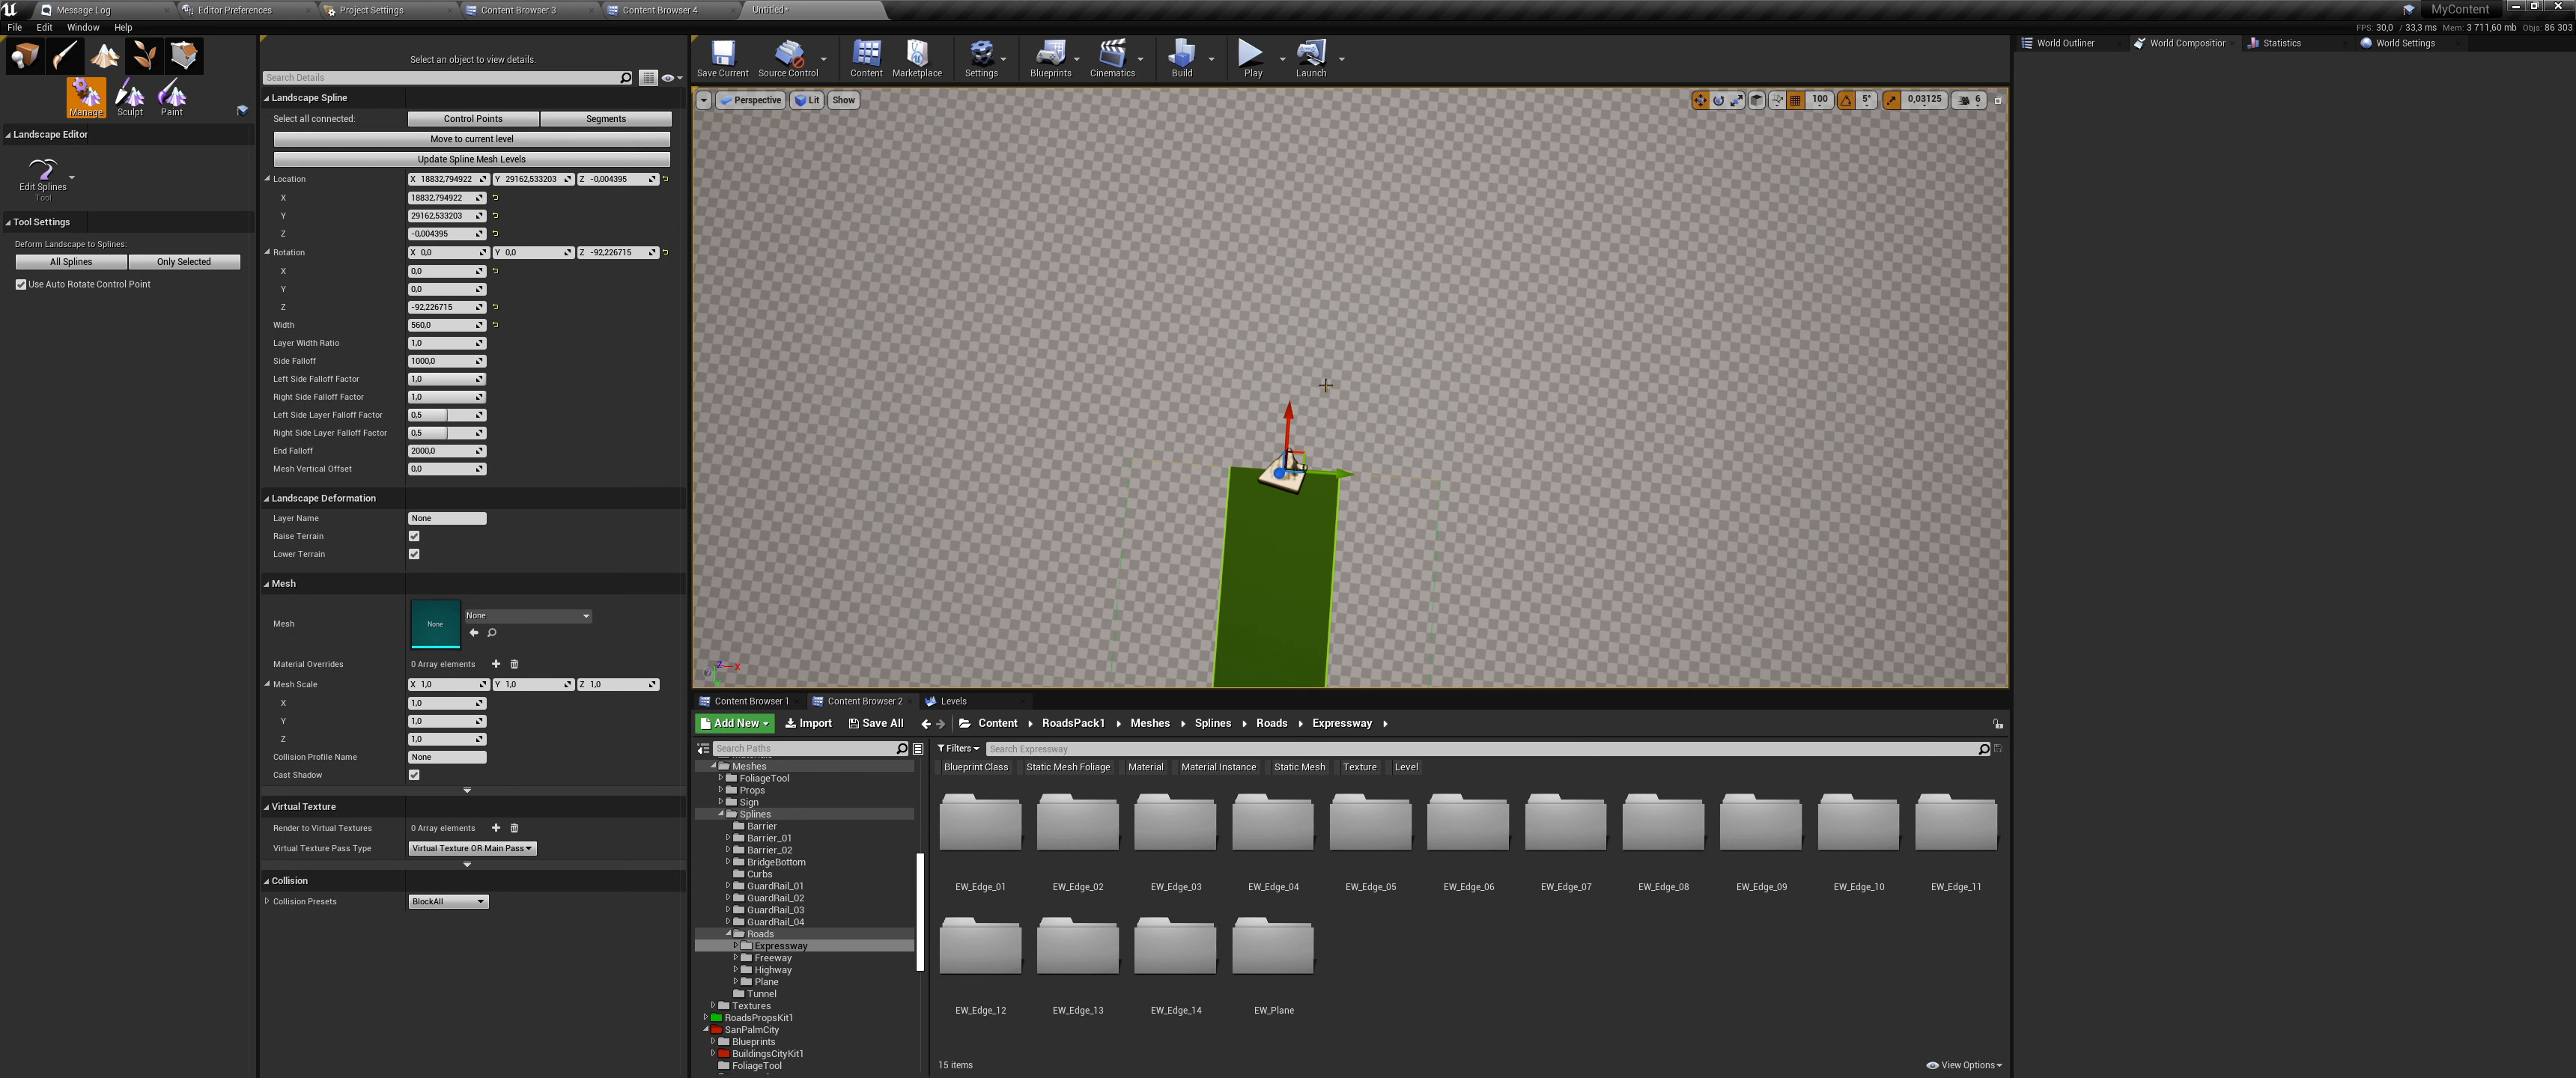 Message Log
Editor Preferences
Project Settings
Content Browser 3
Content Browser 4
Untitled*
MyContent
File Edit Window Help
FPS: 30,0 / 33,3 ms Mem: 3 711,60 mb Objs: 86 303
Manage Sculpt Paint
Landscape Editor
Edit Splines
Tool
Tool Settings
Deform Landscape to Splines:
All Splines Only Selected
Use Auto Rotate Control Point
Select an object to view details.
Search Details
Landscape Spline
Select all connected: Control Points Segments
Move to current level
Update Spline Mesh Levels
Location X 18832,794922 Y 29162,533203 Z -0,004395
X 18832,794922
Y 29162,533203
Z -0,004395
Rotation X 0,0 Y 0,0 Z -92,226715
X 0,0
Y 0,0
Z -92,226715
Width 560,0
Layer Width Ratio 1,0
Side Falloff 1000,0
Left Side Falloff Factor 1,0
Right Side Falloff Factor 1,0
Left Side Layer Falloff Factor 0,5
Right Side Layer Falloff Factor 0,5
End Falloff 2000,0
Mesh Vertical Offset 0,0
Landscape Deformation
Layer Name None
Raise Terrain
Lower Terrain
Mesh
Mesh None None
Material Overrides 0 Array elements
Mesh Scale X 1,0 Y 1,0 Z 1,0
X 1,0
Y 1,0
Z 1,0
Collision Profile Name None
Cast Shadow
Virtual Texture
Render to Virtual Textures 0 Array elements
Virtual Texture Pass Type Virtual Texture OR Main Pass
Collision
Collision Presets BlockAll
Save Current Source Control Content Marketplace Settings Blueprints Cinematics Build Play Launch
Perspective Lit Show
100 5° 0,03125 6
Z X
Content Browser 1 Content Browser 2 Levels
Add New Import Save All Content RoadsPack1 Meshes Splines Roads Expressway
Search Paths
Meshes
FoliageTool
Props
Sign
Splines
Barrier
Barrier_01
Barrier_02
BridgeBottom
Curbs
GuardRail_01
GuardRail_02
GuardRail_03
GuardRail_04
Roads
Expressway
Freeway
Highway
Plane
Tunnel
Textures
RoadsPropsKit1
SanPalmCity
Blueprints
BuildingsCityKit1
FoliageTool
Filters Search Expressway
Blueprint Class Static Mesh Foliage Material Material Instance Static Mesh Texture Level
EW_Edge_01 EW_Edge_02 EW_Edge_03 EW_Edge_04 EW_Edge_05 EW_Edge_06 EW_Edge_07 EW_Edge_08 EW_Edge_09 EW_Edge_10 EW_Edge_11
EW_Edge_12 EW_Edge_13 EW_Edge_14 EW_Plane
15 items
View Options
World Outliner World Composition Statistics World Settings